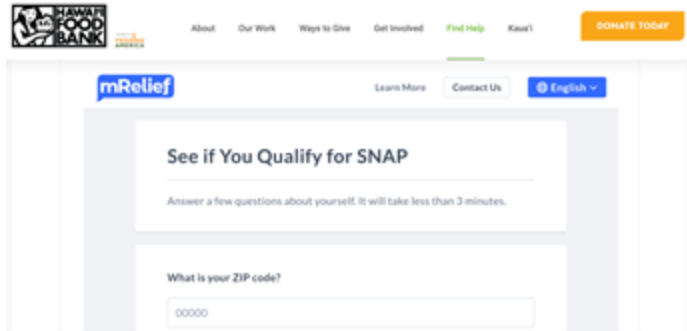 HAWAI'I
FOOD
BANK
FEEDING
AMERICA
About
Our Work
Ways to Give
Get Involved
Find Help
Kaua'i
DONATE TODAY
mRelief
Learn More
Contact Us
English
See if You Qualify for SNAP
Answer a few questions about yourself. It will take less than 3 minutes.
What is your ZIP code?
00000